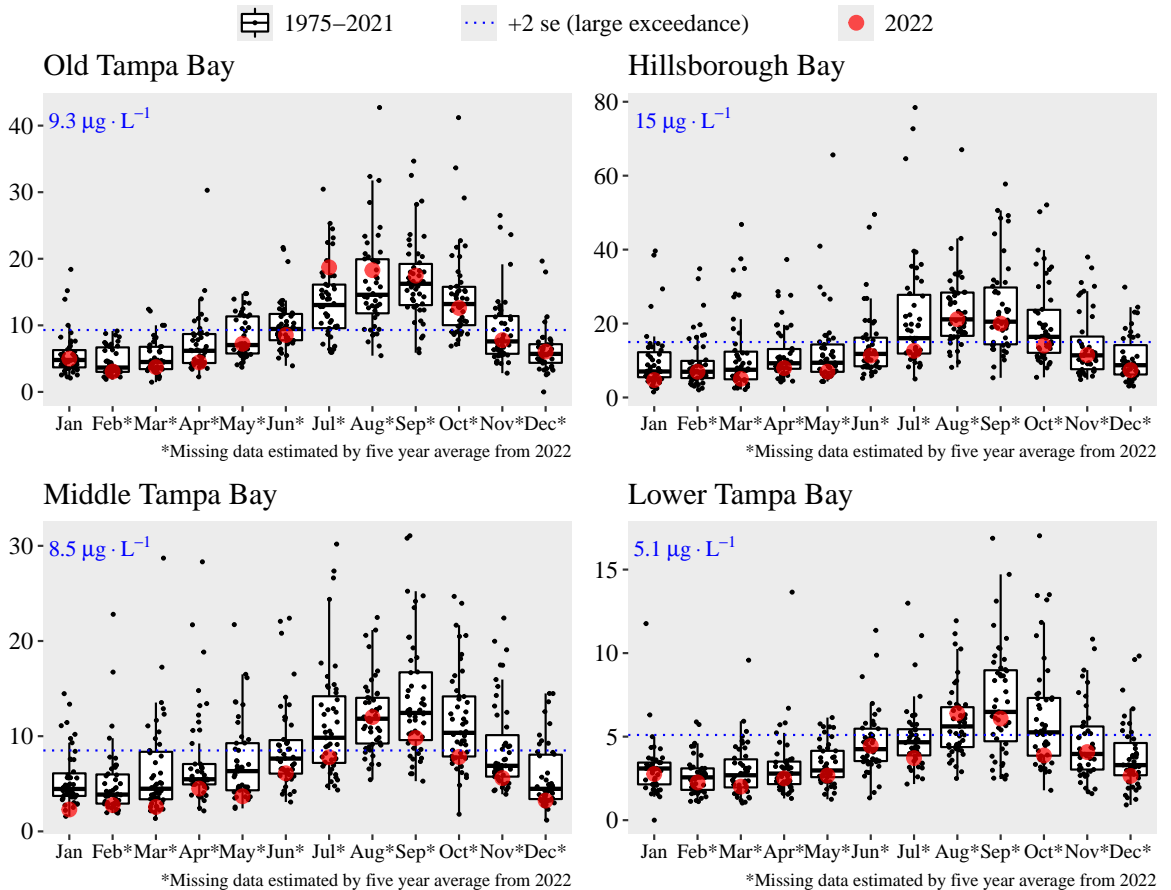 1975–2021 +2 se (large exceedance) 2022
Old Tampa Bay
9.3 µg · L⁻¹
40
30
20
10
0
Jan Feb* Mar* Apr* May* Jun* Jul* Aug* Sep* Oct* Nov* Dec*
*Missing data estimated by five year average from 2022
Hillsborough Bay
15 µg · L⁻¹
80
60
40
20
0
Jan Feb* Mar* Apr* May* Jun* Jul* Aug* Sep* Oct* Nov* Dec*
*Missing data estimated by five year average from 2022
Middle Tampa Bay
8.5 µg · L⁻¹
30
20
10
0
Jan Feb* Mar* Apr* May* Jun* Jul* Aug* Sep* Oct* Nov* Dec*
*Missing data estimated by five year average from 2022
Lower Tampa Bay
5.1 µg · L⁻¹
15
10
5
0
Jan Feb* Mar* Apr* May* Jun* Jul* Aug* Sep* Oct* Nov* Dec*
*Missing data estimated by five year average from 2022